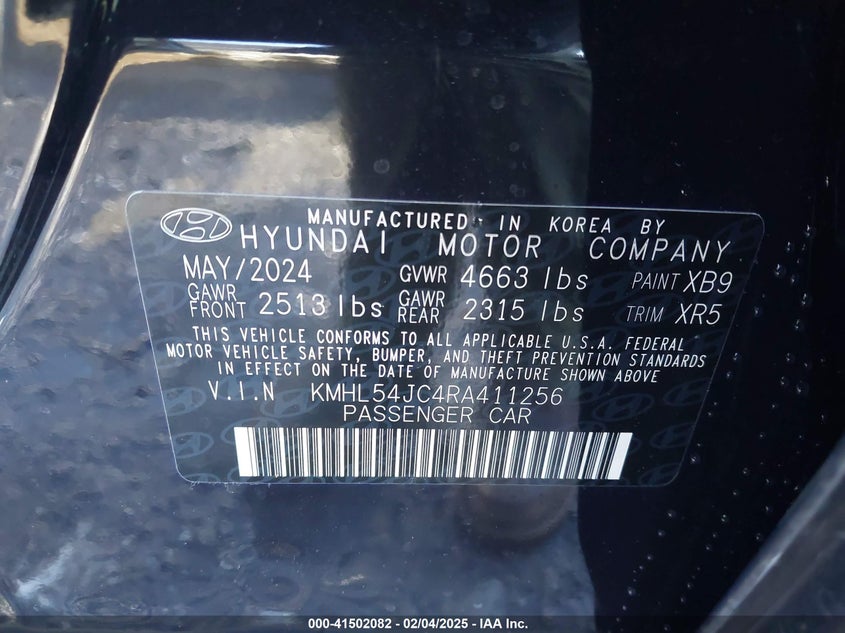 MANUFACTURED IN KOREA BY
HYUNDAI MOTOR COMPANY
MAY/2024 GVWR 4663 lbs PAINT XB9
GAWR FRONT 2513 lbs GAWR REAR 2315 lbs TRIM XR5
THIS VEHICLE CONFORMS TO ALL APPLICABLE U.S.A. FEDERAL
MOTOR VEHICLE SAFETY, BUMPER, AND THEFT PREVENTION STANDARDS
IN EFFECT ON THE DATE OF MANUFACTURE SHOWN ABOVE
V.I.N KMHL54JC4RA411256
PASSENGER CAR
000-41502082 - 02/04/2025 - IAA Inc.